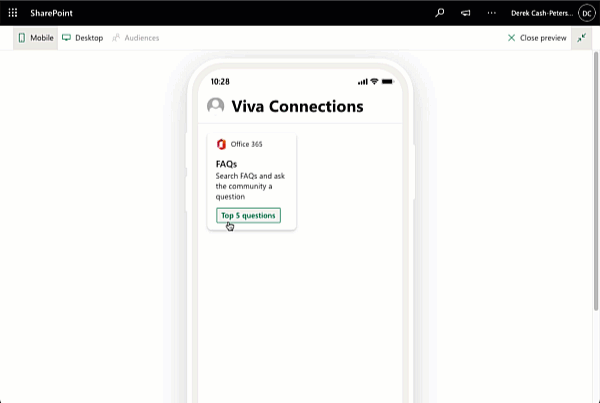 SharePoint
Derek Cash-Peters...
DC
Mobile
Desktop
Audiences
Close preview
10:28
Viva Connections
Office 365
FAQs
Search FAQs and ask
the community a
question
Top 5 questions